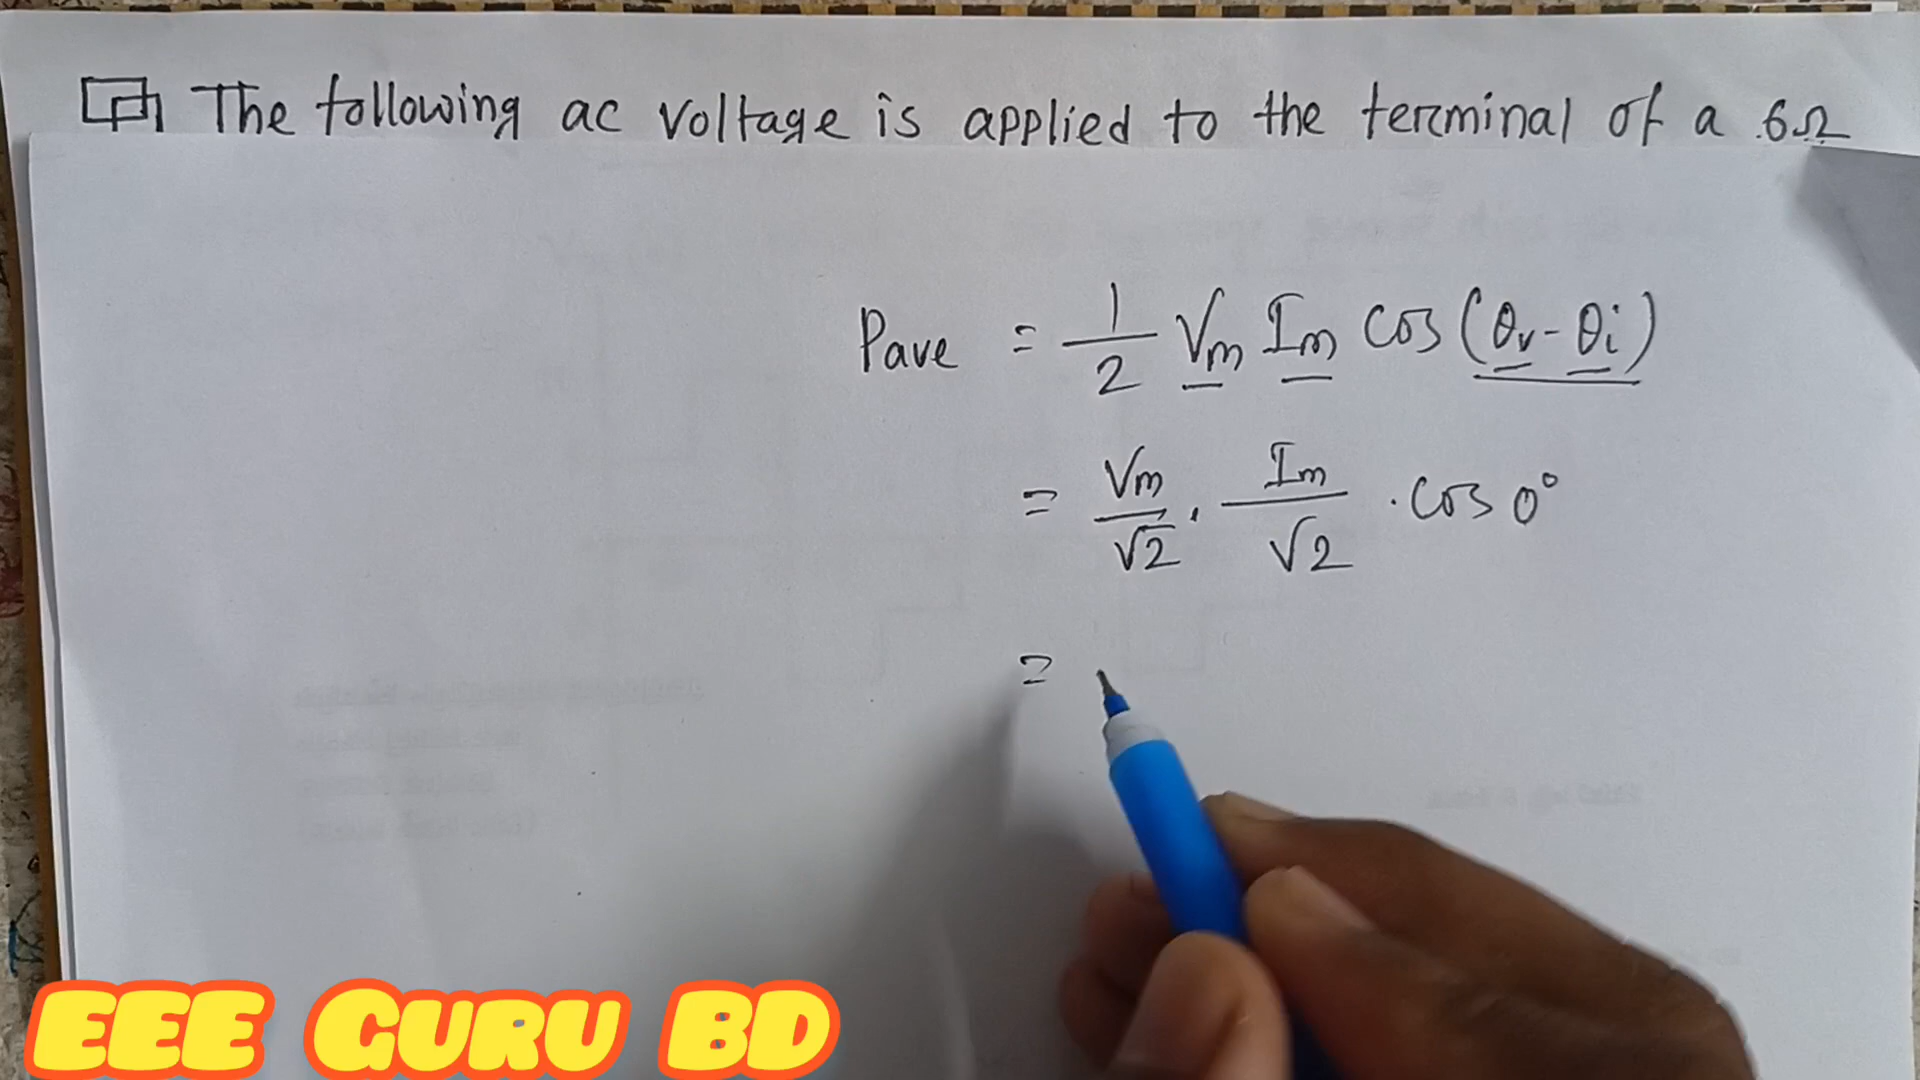 The following ac voltage is applied to the terminal of a 6Ω
Pave = 1/2 Vm Im cos (θv - θi)
= Vm/√2 . Im/√2 . cos 0°
=
EEE GURU BD